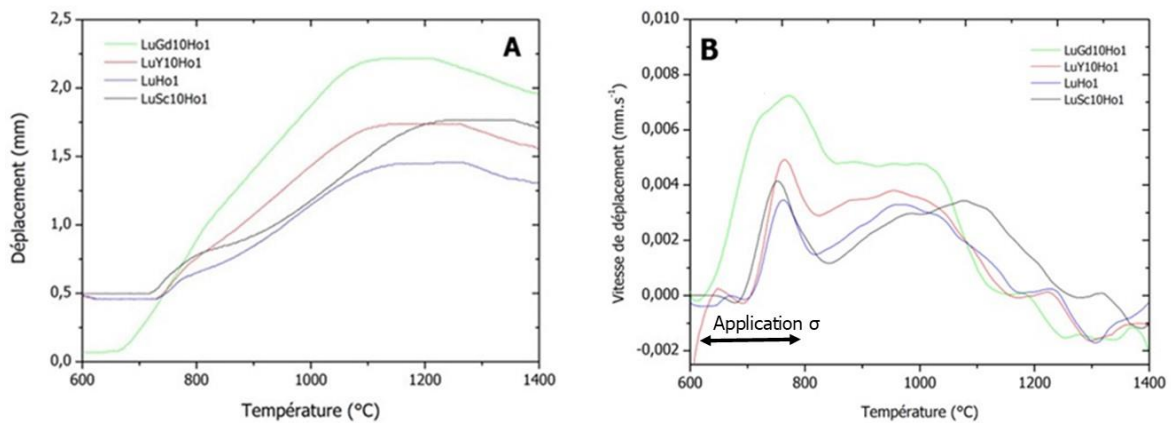 A
LuGd10Ho1
LuY10Ho1
LuHo1
LuSc10Ho1
Déplacement (mm)
2,5
2,0
1,5
1,0
0,5
0,0
600
800
1000
1200
1400
Température (°C)
B
LuGd10Ho1
LuY10Ho1
LuHo1
LuSc10Ho1
Vitesse de déplacement (mm.s⁻¹)
0,010
0,008
0,006
0,004
0,002
0,000
-0,002
Application σ
600
800
1000
1200
1400
Température (°C)